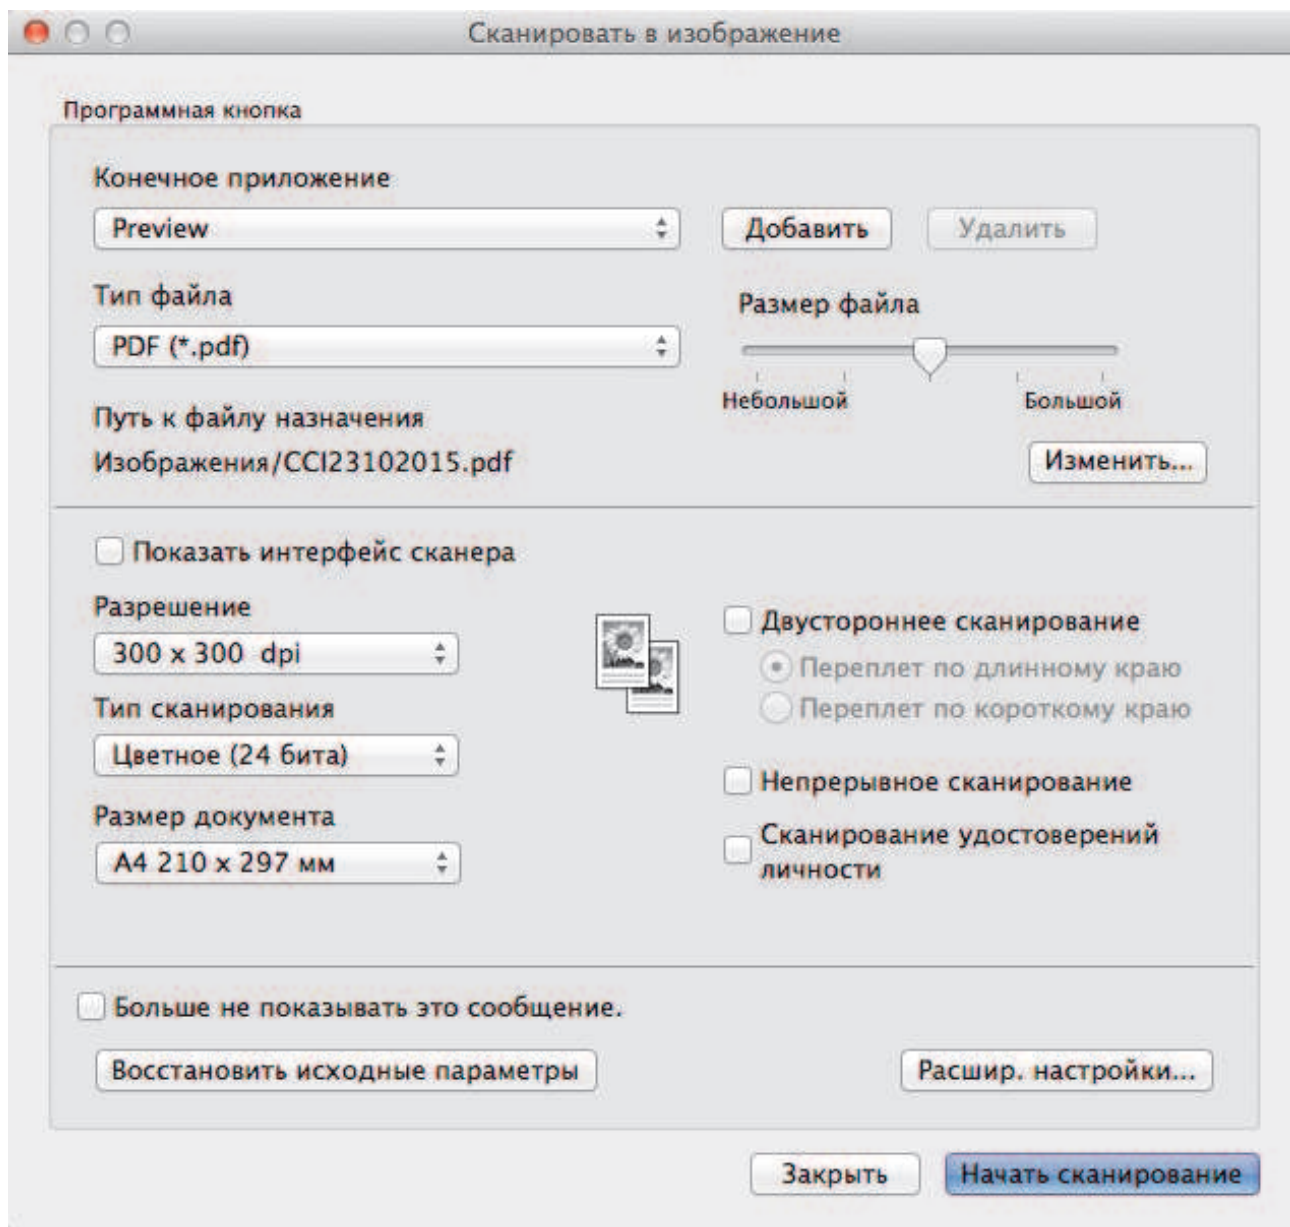 Сканировать в изображение
Программная кнопка
Конечное приложение
Preview
Добавить
Удалить
Тип файла
Размер файла
PDF (*.pdf)
Небольшой
Большой
Путь к файлу назначения
Изображения/CCI23102015.pdf
Изменить...
Показать интерфейс сканера
Разрешение
300 x 300 dpi
Тип сканирования
Цветное (24 бита)
Размер документа
A4 210 x 297 мм
Двустороннее сканирование
Переплет по длинному краю
Переплет по короткому краю
Непрерывное сканирование
Сканирование удостоверений
личности
Больше не показывать это сообщение.
Восстановить исходные параметры
Расшир. настройки...
Закрыть
Начать сканирование